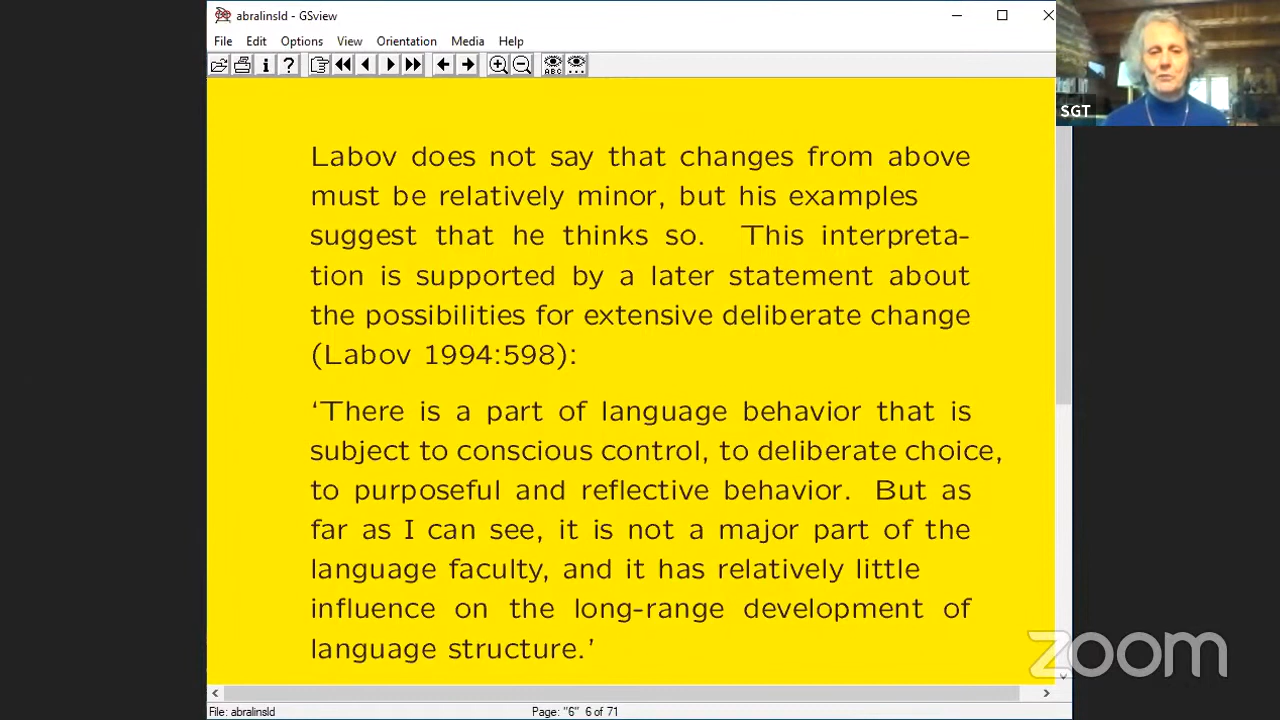 abralinsld - GSview
File Edit Options View Orientation Media Help
SGT
Labov does not say that changes from above
must be relatively minor, but his examples
suggest that he thinks so. This interpreta-
tion is supported by a later statement about
the possibilities for extensive deliberate change
(Labov 1994:598):
‘There is a part of language behavior that is
subject to conscious control, to deliberate choice,
to purposeful and reflective behavior. But as
far as I can see, it is not a major part of the
language faculty, and it has relatively little
influence on the long-range development of
language structure.’
zoom
File: abralinsld Page: "6" 6 of 71